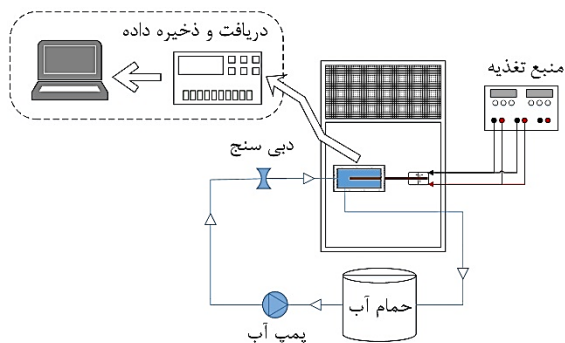 دریافت و ذخیره داده
منبع تغذیه
دبی سنج
حمام آب
پمپ آب